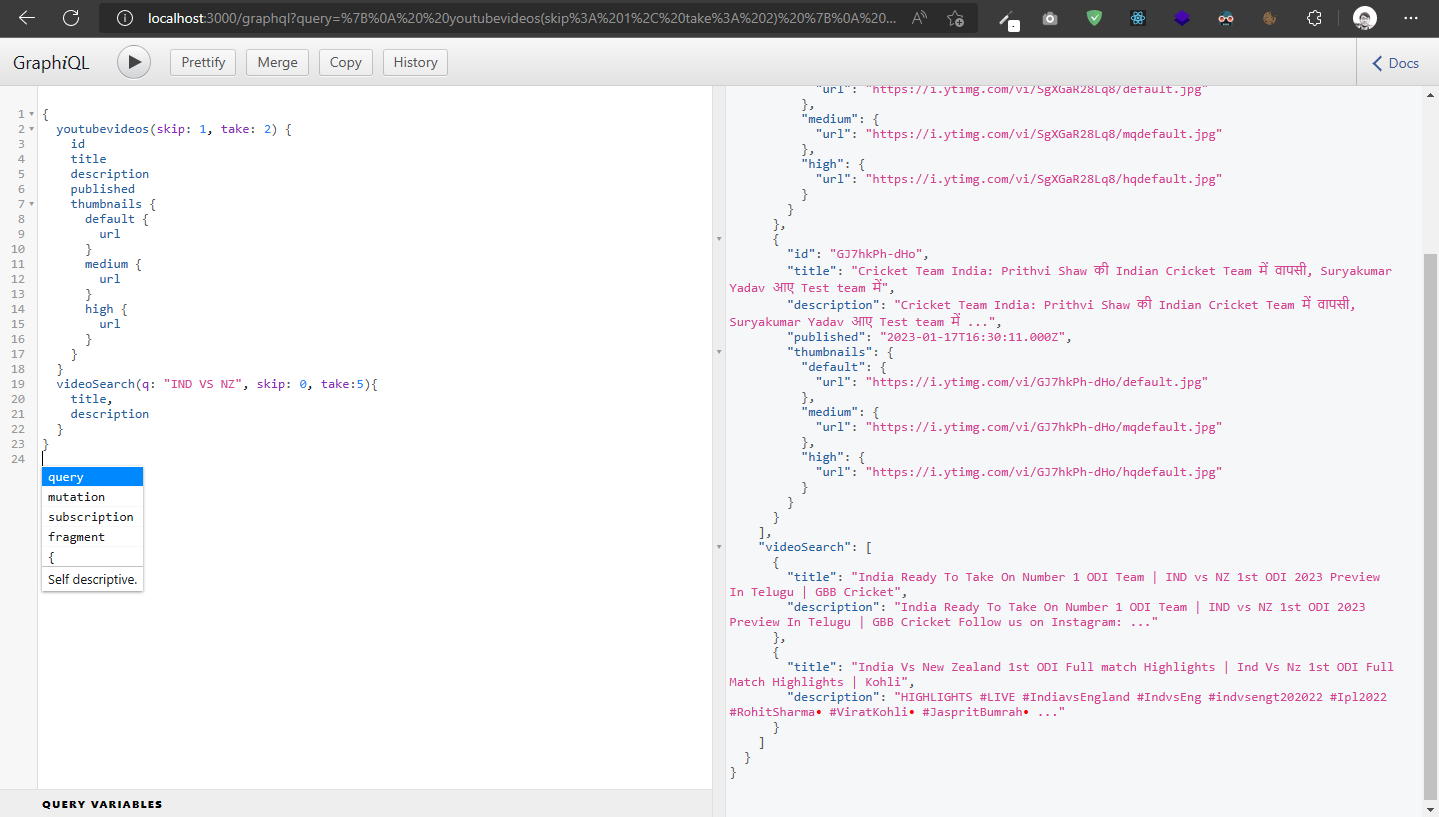 localhost:3000/graphql?query=%7B%0A%20%20youtubevideos(skip%3A%201%2C%20take%3A%202)%20%7B%0A%20...
GraphiQL
Prettify
Merge
Copy
History
Docs
1 {
2 youtubevideos(skip: 1, take: 2) {
3 id
4 title
5 description
6 published
7 thumbnails {
8 default {
9 url
10 }
11 medium {
12 url
13 }
14 high {
15 url
16 }
17 }
18 }
19 videoSearch(q: "IND VS NZ", skip: 0, take:5){
20 title,
21 description
22 }
23 }
24
query
mutation
subscription
fragment
{
Self descriptive.
QUERY VARIABLES
"url": "https://i.ytimg.com/vi/SgXGaR28Lq8/default.jpg"
},
"medium": {
"url": "https://i.ytimg.com/vi/SgXGaR28Lq8/mqdefault.jpg"
},
"high": {
"url": "https://i.ytimg.com/vi/SgXGaR28Lq8/hqdefault.jpg"
}
}
},
{
"id": "GJ7hkPh-dHo",
"title": "Cricket Team India: Prithvi Shaw की Indian Cricket Team में वापसी, Suryakumar
Yadav आए Test team में",
"description": "Cricket Team India: Prithvi Shaw की Indian Cricket Team में वापसी,
Suryakumar Yadav आए Test team में ...",
"published": "2023-01-17T16:30:11.000Z",
"thumbnails": {
"default": {
"url": "https://i.ytimg.com/vi/GJ7hkPh-dHo/default.jpg"
},
"medium": {
"url": "https://i.ytimg.com/vi/GJ7hkPh-dHo/mqdefault.jpg"
},
"high": {
"url": "https://i.ytimg.com/vi/GJ7hkPh-dHo/hqdefault.jpg"
}
}
}
],
"videoSearch": [
{
"title": "India Ready To Take On Number 1 ODI Team | IND vs NZ 1st ODI 2023 Preview
In Telugu | GBB Cricket",
"description": "India Ready To Take On Number 1 ODI Team | IND vs NZ 1st ODI 2023
Preview In Telugu | GBB Cricket Follow us on Instagram: ..."
},
{
"title": "India Vs New Zealand 1st ODI Full match Highlights | Ind Vs Nz 1st ODI Full
Match Highlights | Kohli",
"description": "HIGHLIGHTS #LIVE #IndiavsEngland #IndvsEng #indvsengt202022 #Ipl2022
#RohitSharma• #ViratKohli• #JaspritBumrah• ..."
}
]
}
}